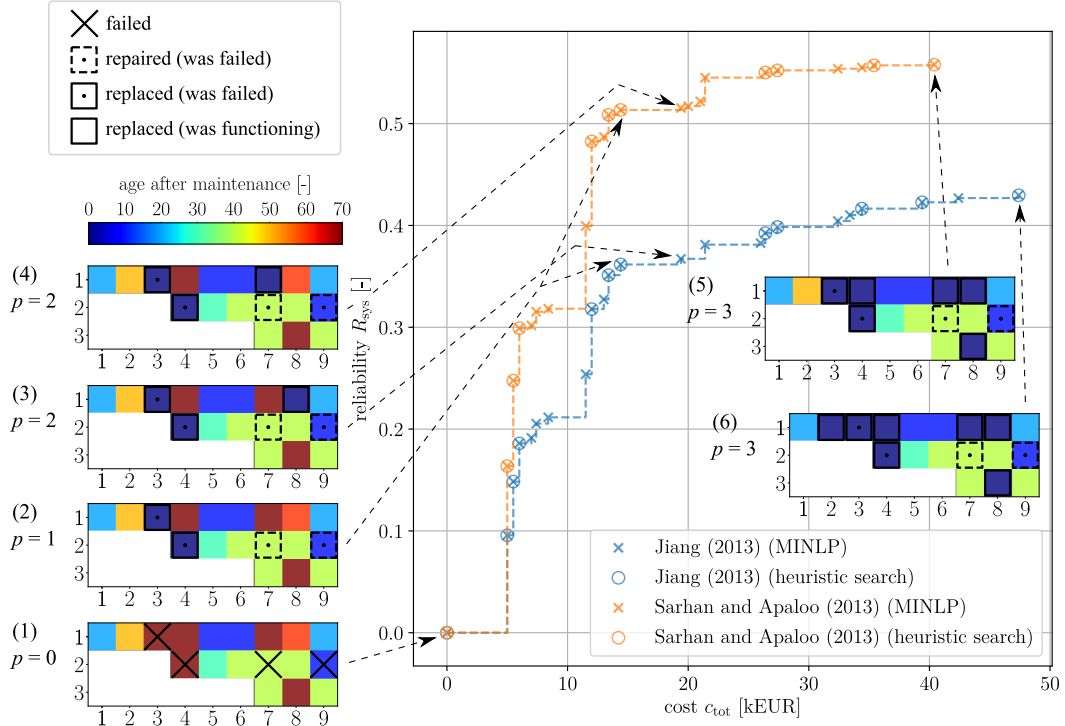 failed
repaired (was failed)
replaced (was failed)
replaced (was functioning)
age after maintenance [-]
0 10 20 30 40 50 60 70
(4)
p = 2
1
2
3
1 2 3 4 5 6 7 8 9
(3)
p = 2
1
2
3
1 2 3 4 5 6 7 8 9
(2)
p = 1
1
2
3
1 2 3 4 5 6 7 8 9
(1)
p = 0
1
2
3
1 2 3 4 5 6 7 8 9
reliability R_sys [-]
0.5
0.4
0.3
0.2
0.1
0.0
(5)
p = 3
1
2
3
1 2 3 4 5 6 7 8 9
(6)
p = 3
1
2
3
1 2 3 4 5 6 7 8 9
Jiang (2013) (MINLP)
Jiang (2013) (heuristic search)
Sarhan and Apaloo (2013) (MINLP)
Sarhan and Apaloo (2013) (heuristic search)
0 10 20 30 40 50
cost c_tot [kEUR]